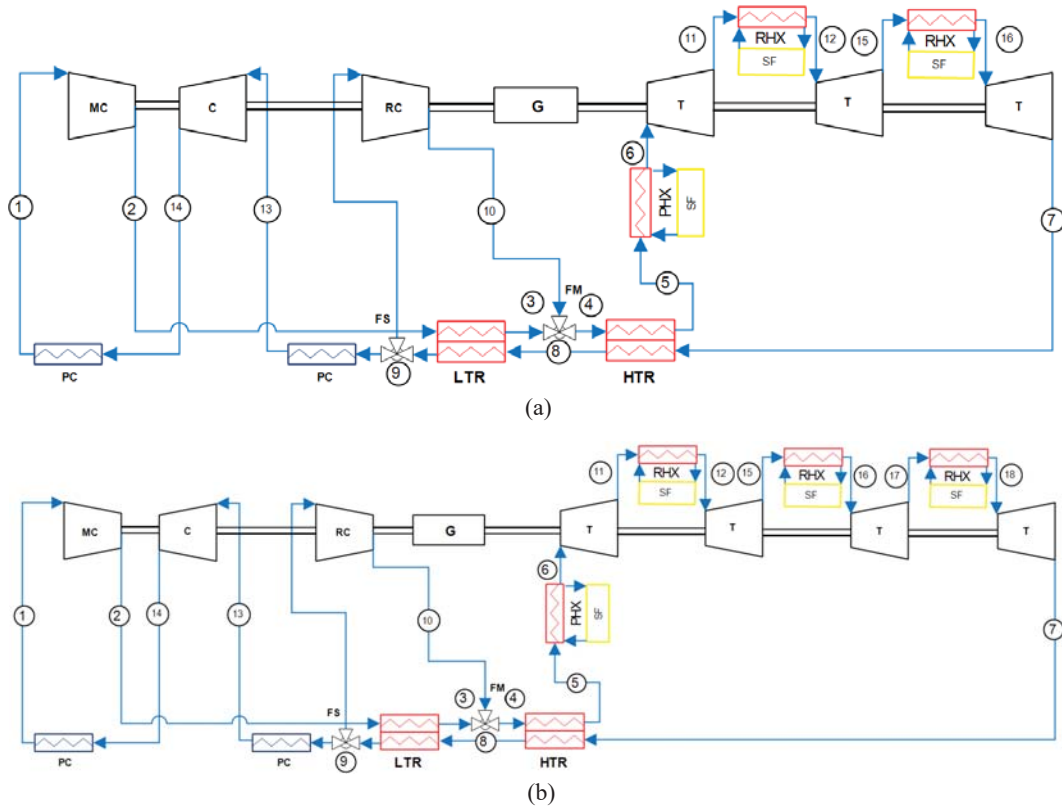 11
RHX
SF
12
15
RHX
SF
16
MC
C
RC
G
T
T
T
6
PHX
SF
1
2
14
13
10
7
5
3
FM
4
FS
8
9
PC
PC
LTR
HTR
(a)
11
RHX
SF
12
15
RHX
SF
16
17
RHX
SF
18
MC
C
RC
G
T
T
T
T
6
PHX
SF
1
2
14
13
10
7
5
3
FM
4
FS
8
9
PC
PC
LTR
HTR
(b)